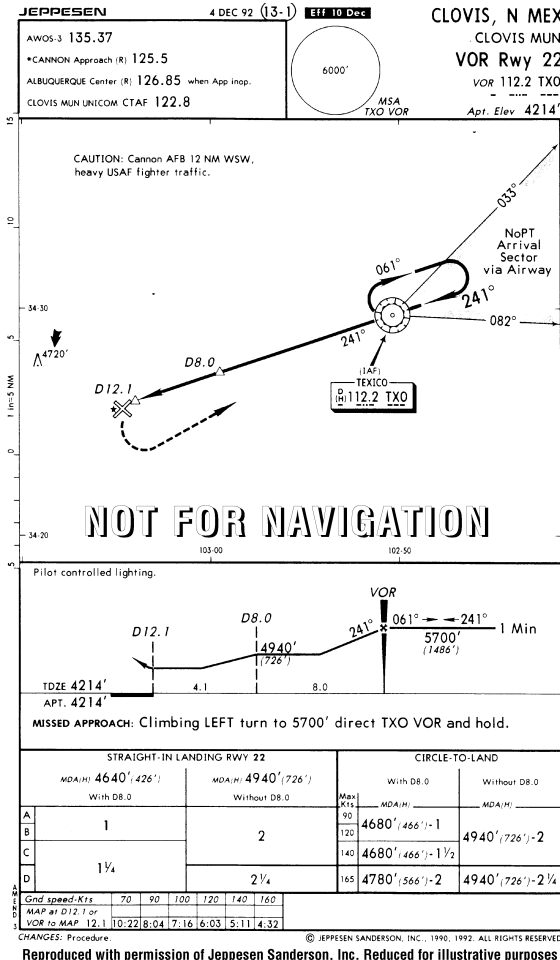 JEPPESEN 4 DEC 92 (13-1) Eff 10 Dec CLOVIS, N MEX
AWOS-3 135.37
*CANNON Approach (R) 125.5
ALBUQUERQUE Center (R) 126.85 when App inop.
CLOVIS MUN UNICOM CTAF 122.8
6000'
MSA
TXO VOR
CLOVIS MUN
VOR Rwy 22
VOR 112.2 TXO
Apt. Elev 4214'
CAUTION: Cannon AFB 12 NM WSW,
heavy USAF fighter traffic.
033°
NoPT
Arrival
Sector
via Airway
061°
241°
082°
241°
(IAF)
TEXICO
D
(H) 112.2 TXO
D8.0
D12.1
4720'
15
10
5
0
5
1 in=5 NM
34-30
34-20
103-00
102-50
NOT FOR NAVIGATION
Pilot controlled lighting.
VOR
D12.1
D8.0
241°
061°
241°
5700'
(1486')
1 Min
4940'
(726')
TDZE 4214'
APT. 4214'
4.1
8.0
MISSED APPROACH: Climbing LEFT turn to 5700' direct TXO VOR and hold.
STRAIGHT-IN LANDING RWY 22
CIRCLE-TO-LAND
MDA(H) 4640'(426')
With D8.0
MDA(H) 4940'(726')
Without D8.0
With D8.0
Without D8.0
Max
Kts
MDA(H)
MDA(H)
A
B
C
D
1
1 1/4
2
2 1/4
90
120
140
165
4680'(466')-1
4680'(466')-1 1/2
4780'(566')-2
4940'(726')-2
4940'(726')-2 1/4
Gnd speed-Kts 70 90 100 120 140 160
MAP at D12.1 or
VOR to MAP 12.1 10:22 8:04 7:16 6:03 5:11 4:32
AMEND 3
CHANGES: Procedure.
© JEPPESEN SANDERSON, INC., 1990, 1992. ALL RIGHTS RESERVED
Reproduced with permission of Jeppesen Sanderson, Inc. Reduced for illustrative purposes